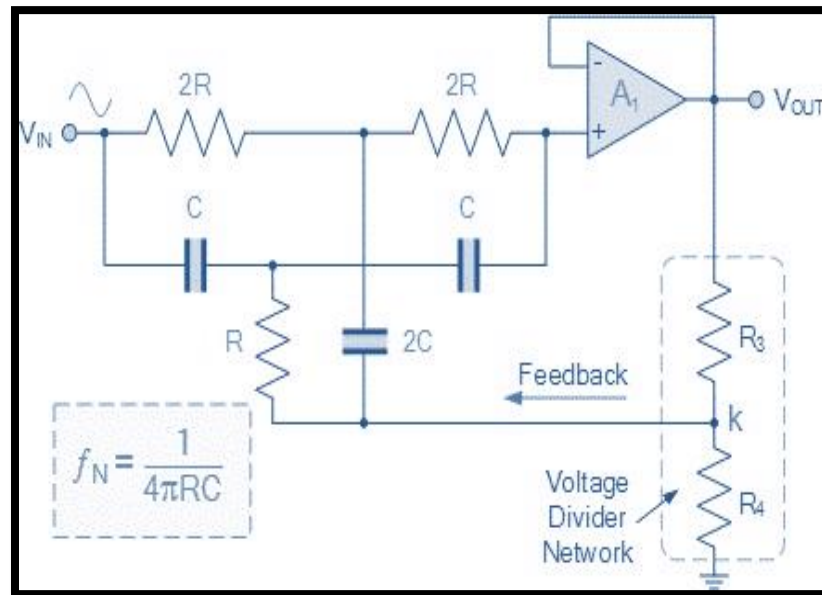 2R
2R
A1
-
+
VIN
VOUT
C
C
R
2C
R3
Feedback
k
fN = 1
4πRC
Voltage
Divider
Network
R4